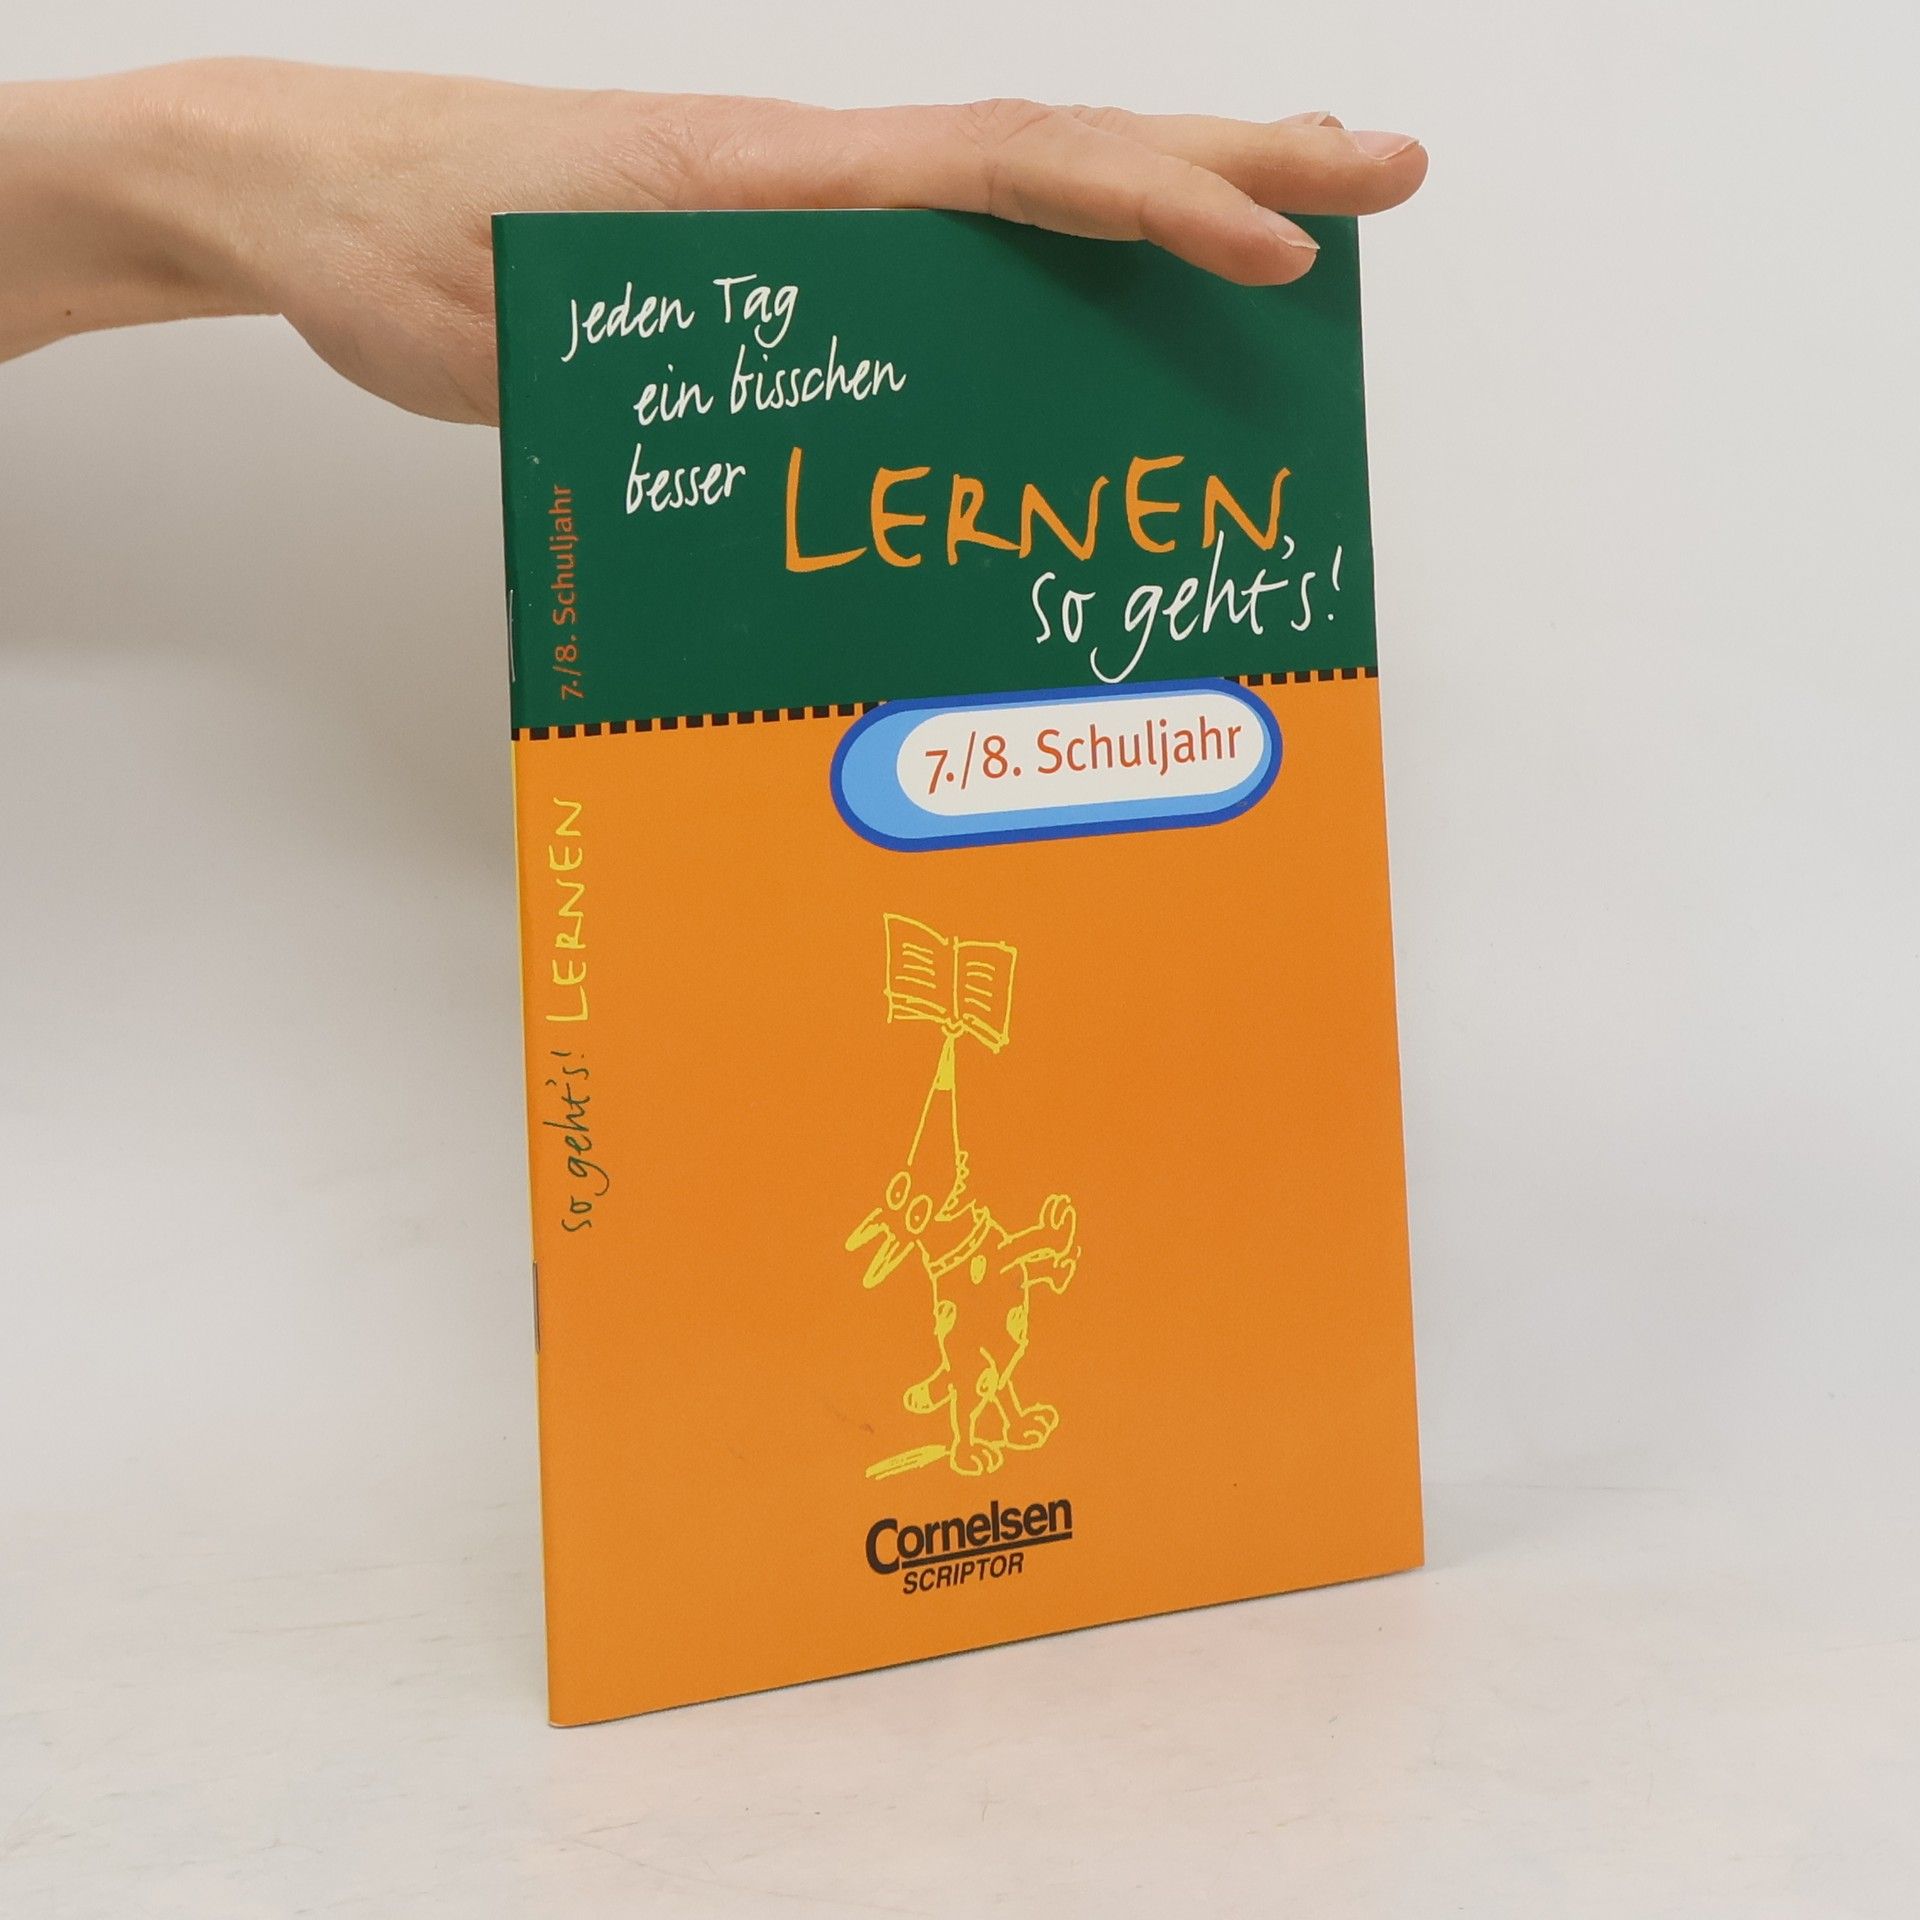 Jeden Tag
ein bisschen
besser LERNEN,
so geht's!
7./8. Schuljahr
7./8. Schuljahr
so geht's! LERNEN
Cornelsen
SCRIPTOR